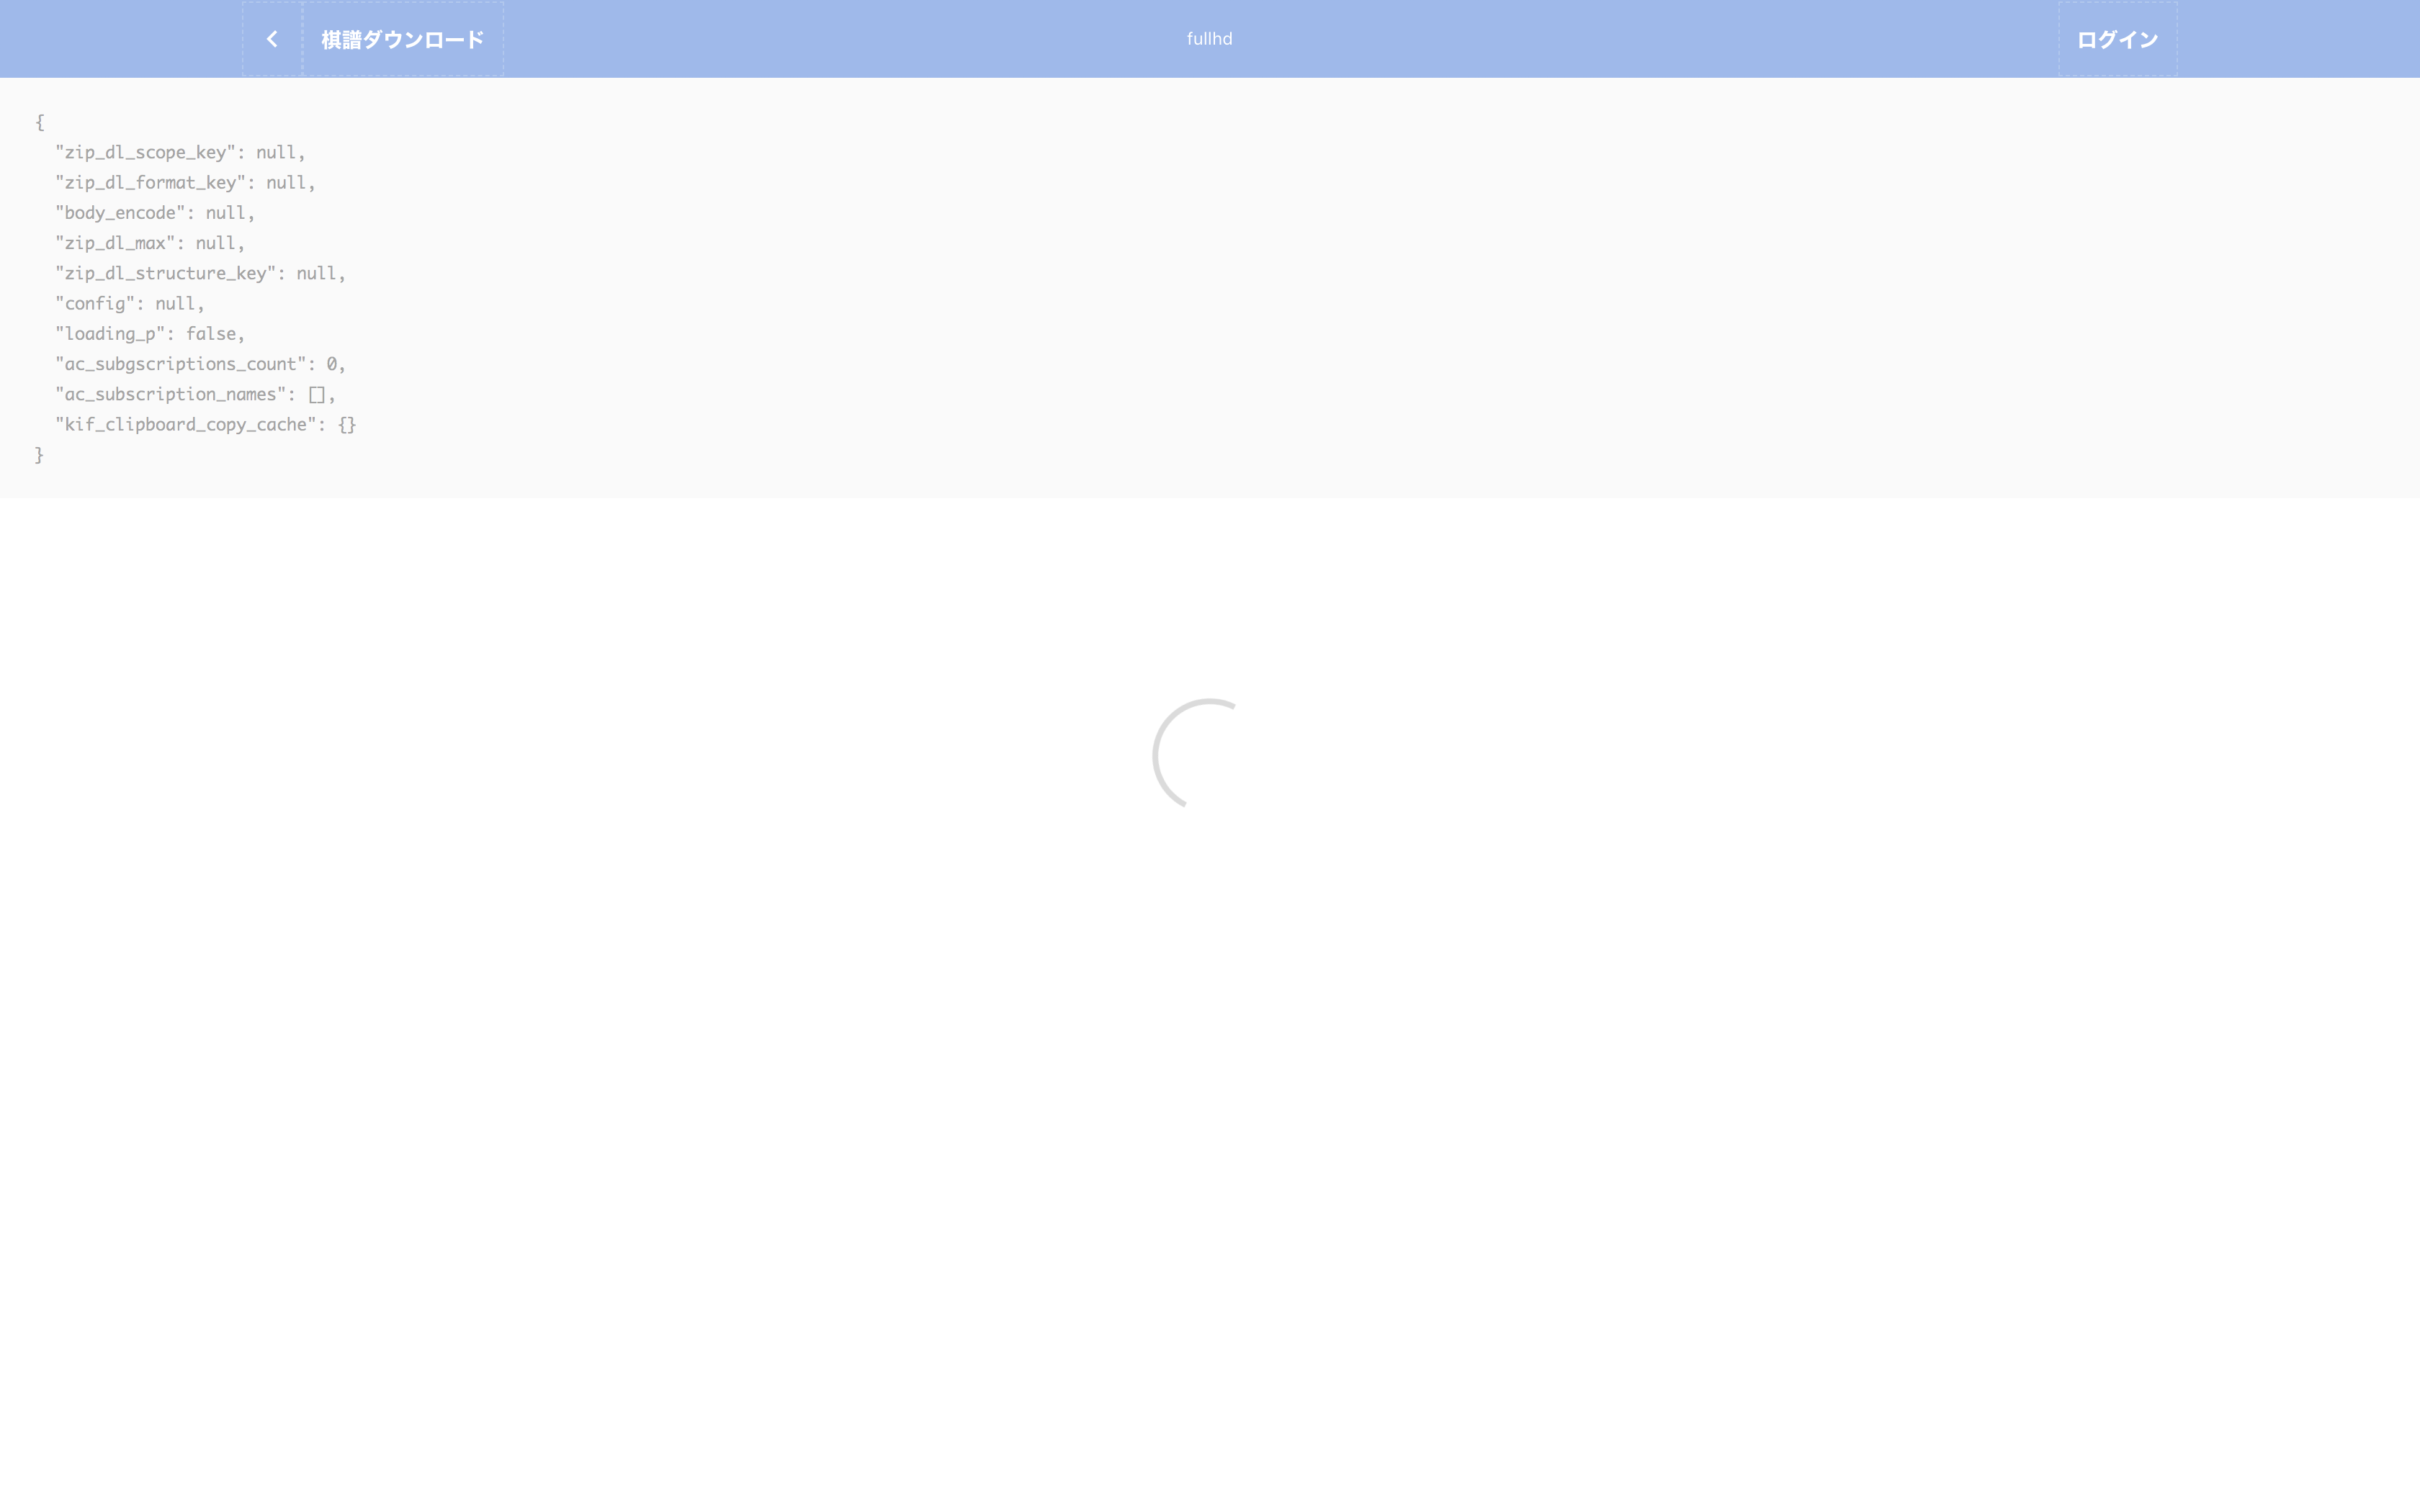 棋譜ダウンロード fullhd ログイン
{
  "zip_dl_scope_key": null,
  "zip_dl_format_key": null,
  "body_encode": null,
  "zip_dl_max": null,
  "zip_dl_structure_key": null,
  "config": null,
  "loading_p": false,
  "ac_subgscriptions_count": 0,
  "ac_subscription_names": [],
  "kif_clipboard_copy_cache": {}
}